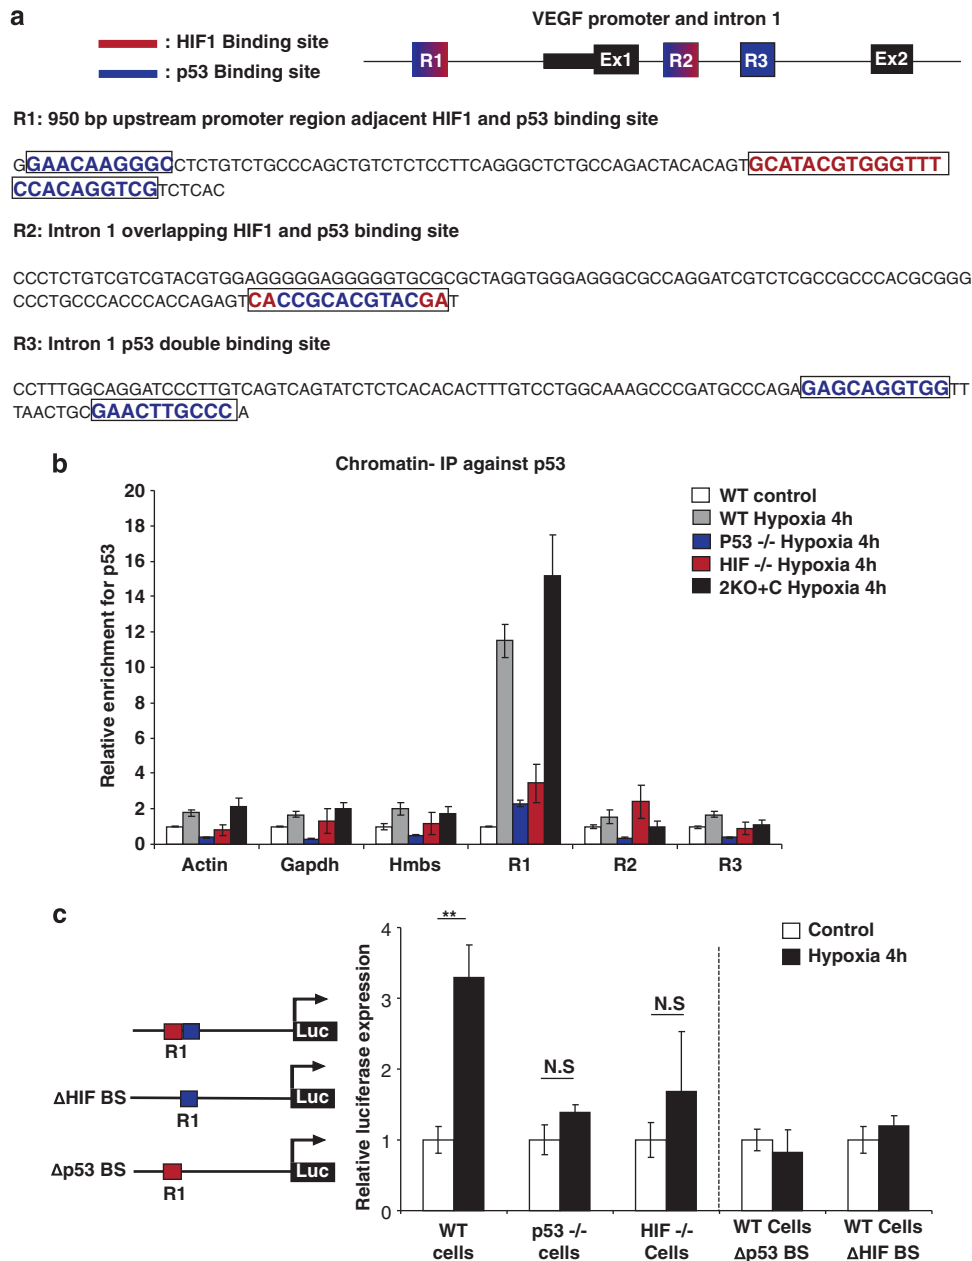 a
VEGF promoter and intron 1
: HIF1 Binding site
: p53 Binding site
R1 Ex1 R2 R3 Ex2
R1: 950 bp upstream promoter region adjacent HIF1 and p53 binding site
GGAACAAGGGCCTCTGTCTGCCCAGCTGTCTCTCCTTCAGGGCTCTGCCAGACTACACAGTGCATACGTGGGTTT
CCACAGGTCGTCTCAC
R2: Intron 1 overlapping HIF1 and p53 binding site
CCCTCTGTCGTCGTACGTGGAGGGGGAGGGGGTGCGCGCTAGGTGGGAGGGCGCCAGGATCGTCTCGCCGCCCACGCGGG
CCCTGCCCACCCACCAGAGTCACCGCACGTACGAT
R3: Intron 1 p53 double binding site
CCTTTGGCAGGATCCCTTGTCAGTCAGTATCTCTCACACACTTTGTCCTGGCAAAGCCCGATGCCCAGAGAGCAGGTGGTT
TAACTGCGAACTTGCCCA
b
Chromatin- IP against p53
Relative enrichment for p53
20
18
16
14
12
10
8
6
4
2
0
WT control
WT Hypoxia 4h
P53 -/- Hypoxia 4h
HIF -/- Hypoxia 4h
2KO+C Hypoxia 4h
Actin Gapdh Hmbs R1 R2 R3
c
Luc
R1
ΔHIF BS
Luc
R1
Δp53 BS
Luc
R1
Relative luciferase expression
4
3
2
1
0
**
N.S
N.S
Control
Hypoxia 4h
WT cells
p53 -/- cells
HIF -/- Cells
WT Cells Δp53 BS
WT Cells ΔHIF BS